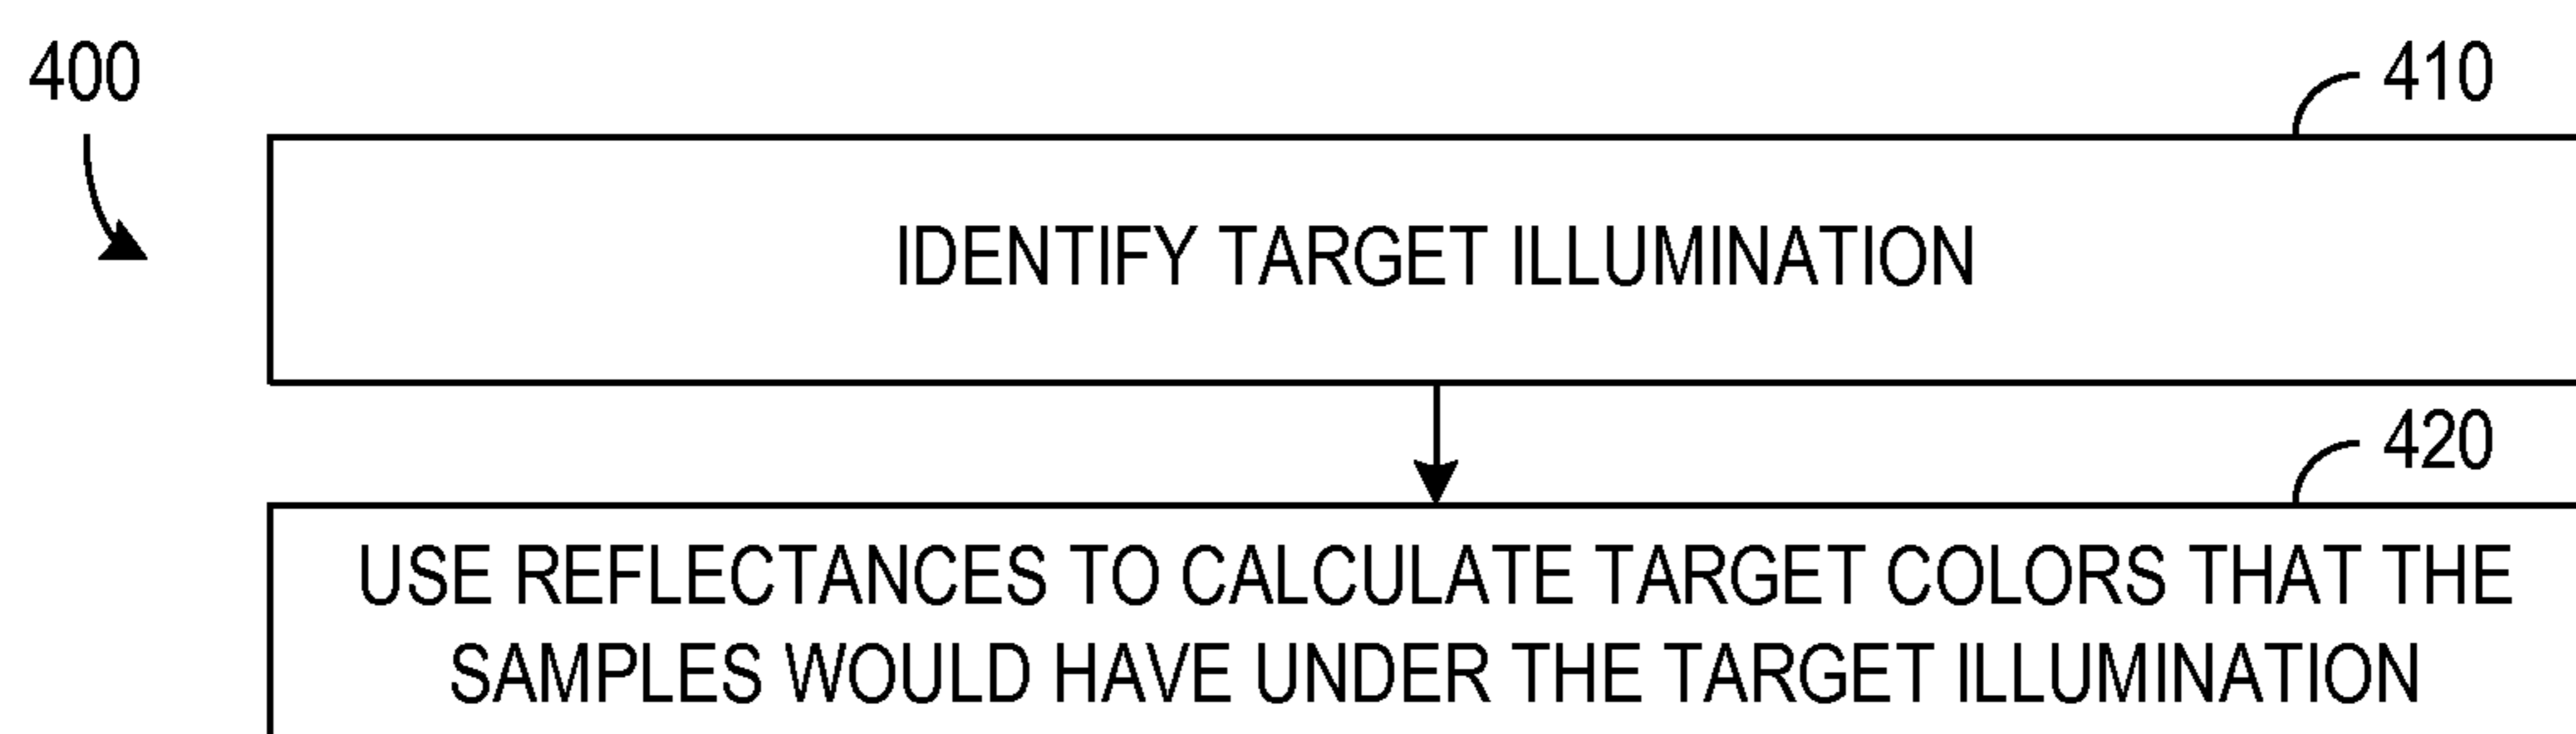 400
410
IDENTIFY TARGET ILLUMINATION
420
USE REFLECTANCES TO CALCULATE TARGET COLORS THAT THE
SAMPLES WOULD HAVE UNDER THE TARGET ILLUMINATION